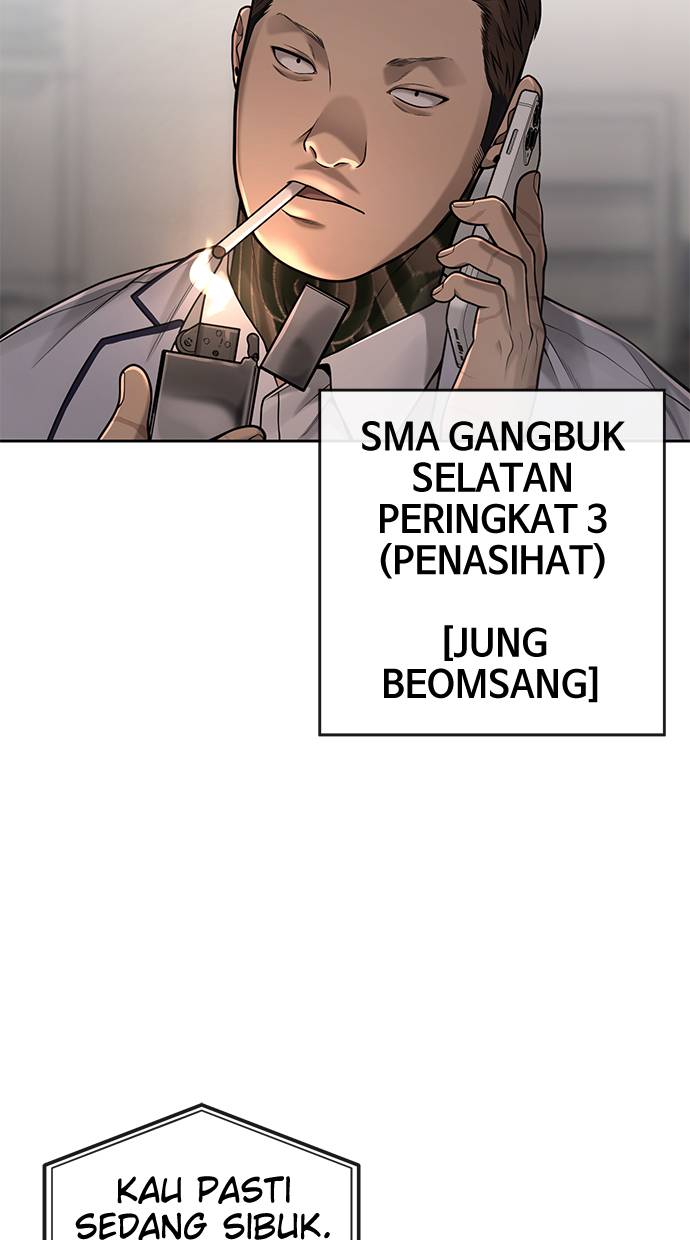 SMA GANGBUK
SELATAN
PERINGKAT 3
(PENASIHAT)
[JUNG
BEOMSANG]
KAU PASTI
SEDANG SIBUK.